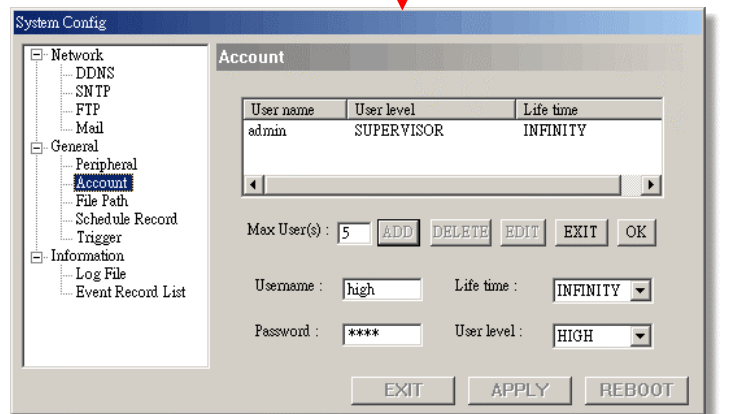 System Config
Network
DDNS
SNTP
FTP
Mail
General
Peripheral
Account
File Path
Schedule Record
Trigger
Information
Log File
Event Record List
Account
User name User level Life time
admin SUPERVISOR INFINITY
Max User(s) : 5 ADD DELETE EDIT EXIT OK
Username : high Life time : INFINITY
Password : **** User level : HIGH
EXIT APPLY REBOOT